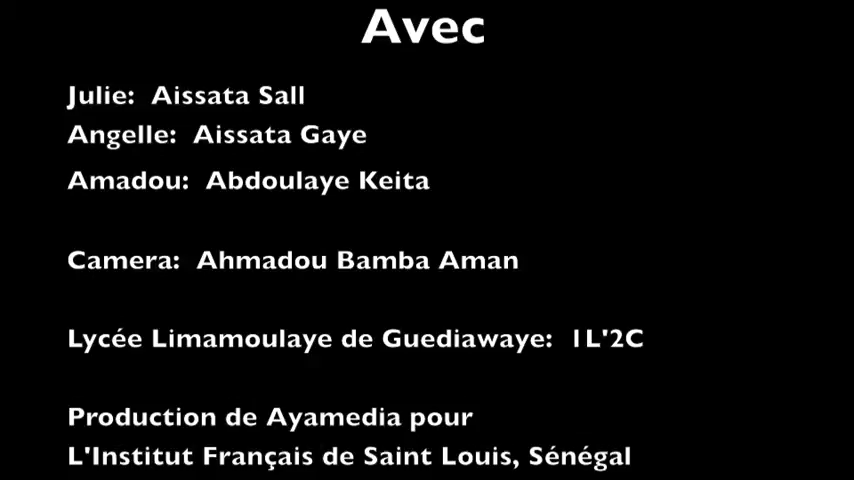 Avec
Julie: Aissata Sall
Angelle: Aissata Gaye
Amadou: Abdoulaye Keita
Camera: Ahmadou Bamba Aman
Lycée Limamoulaye de Guediawaye: 1L'2C
Production de Ayamedia pour
L'Institut Français de Saint Louis, Sénégal